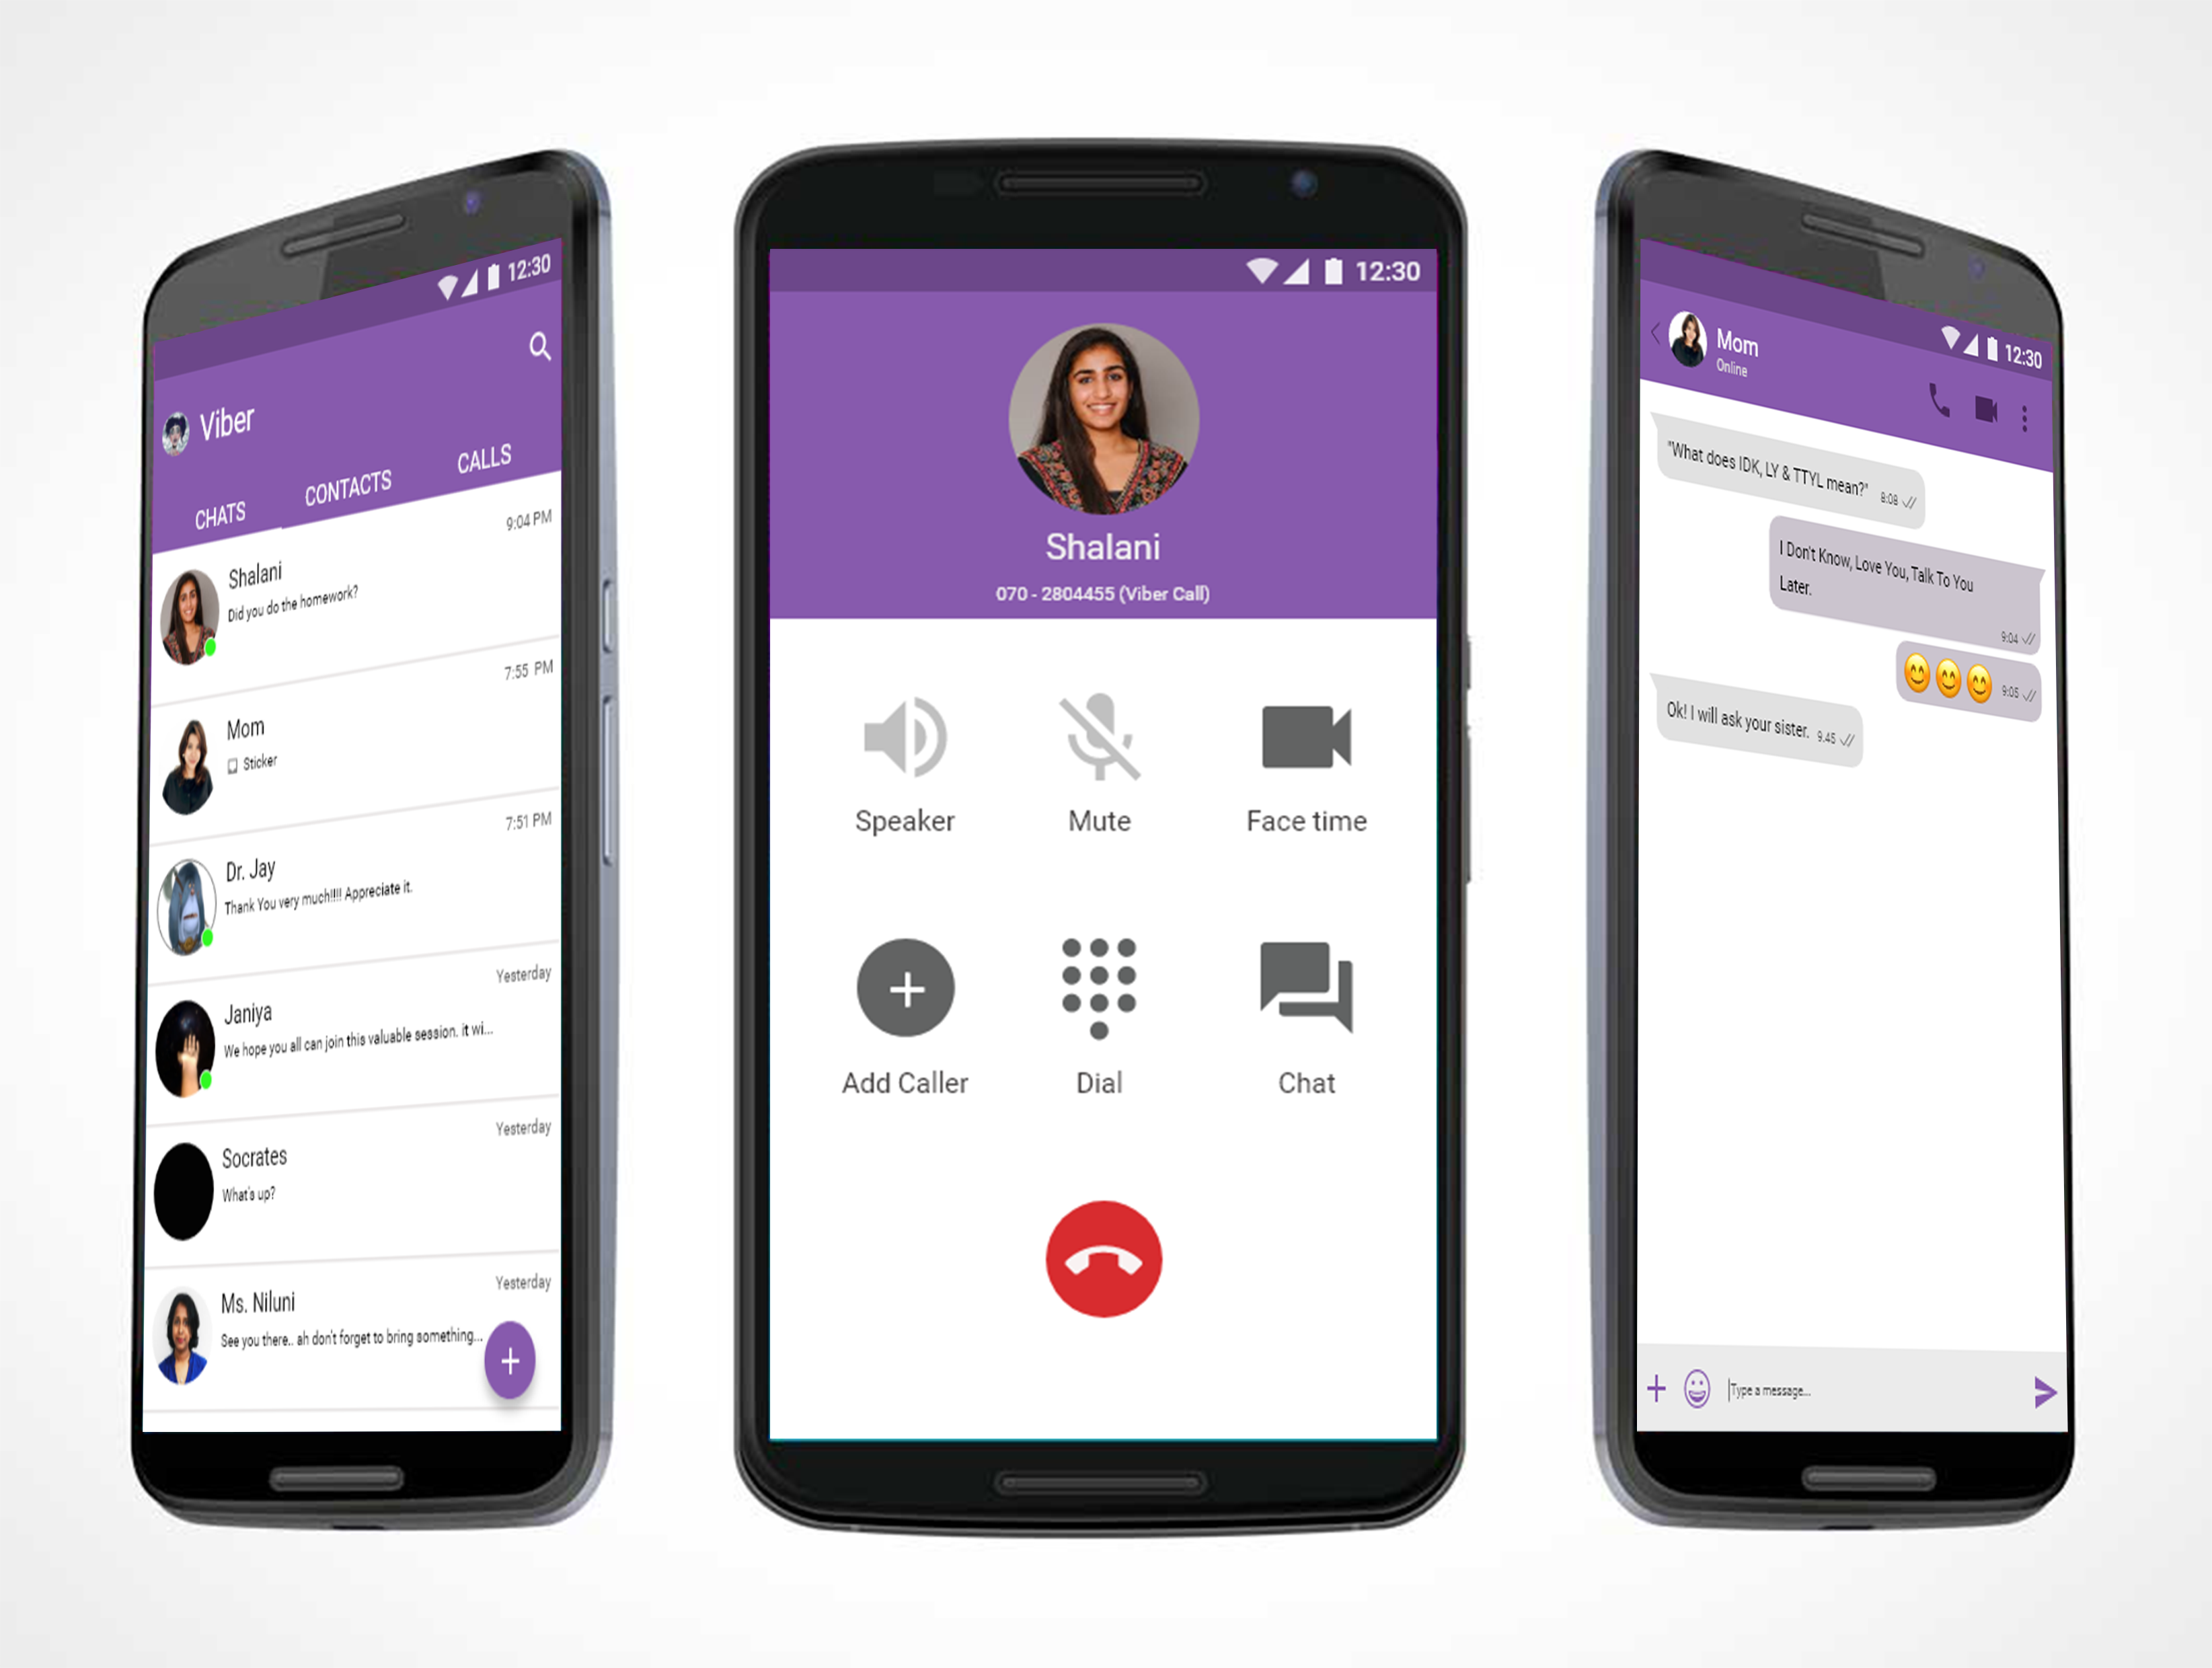 12:30
Viber
CHATS CONTACTS CALLS
9:04 PM
Shalani
Did you do the homework?
7:55 PM
Mom
Sticker
7:51 PM
Dr. Jay
Thank You very much!!!! Appreciate it.
Yesterday
Janiya
We hope you all can join this valuable session. it wi...
Yesterday
Socrates
What's up?
Yesterday
Ms. Niluni
See you there.. ah don't forget to bring something...
12:30
Shalani
070 - 2804455 (Viber Call)
Speaker Mute Face time
Add Caller Dial Chat
12:30
Mom
Online
"What does IDK, LY & TTYL mean?" 8:08
I Don't Know, Love You, Talk To You
Later.
9:04
😊😊😊 9:05
Ok! I will ask your sister. 9.45
Type a message...